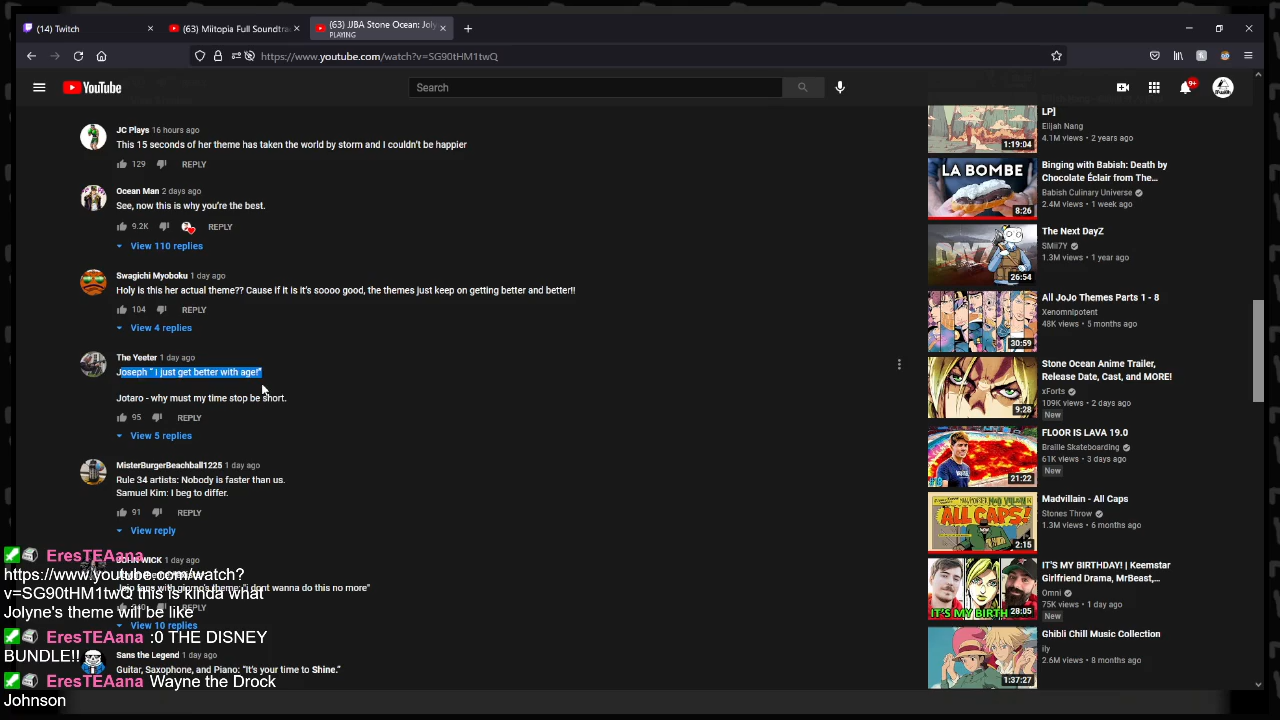 (14) Twitch
(63) Miitopia Full Soundtra
(63) JJBA Stone Ocean: Joly
PLAYING
https://www.youtube.com/watch?v=SG90tHM1twQ
YouTube
Search
9+
JC Plays 16 hours ago
This 15 seconds of her theme has taken the world by storm and I couldn't be happier
129 REPLY
Ocean Man 2 days ago
See, now this is why you're the best.
9.2K REPLY
View 110 replies
Swagichi Myoboku 1 day ago
Holy is this her actual theme?? Cause if it is it's soooo good, the themes just keep on getting better and better!!
104 REPLY
View 4 replies
The Yeeter 1 day ago
Joseph " i just get better with age!"
Jotaro - why must my time stop be short.
95 REPLY
View 5 replies
MisterBurgerBeachball1225 1 day ago
Rule 34 artists: Nobody is faster than us.
Samuel Kim: I beg to differ.
91 REPLY
View reply
JOHN WICK 1 day ago
"i dont wanna do this no more"
REPLY
View 10 replies
Sans the Legend 1 day ago
Guitar, Saxophone, and Piano: "It's your time to Shine."
EresTEAana
https://www.youtube.com/watch?
v=SG90tHM1twQ this is kinda what
Jolyne's theme will be like
EresTEAana :0 THE DISNEY
BUNDLE!!
EresTEAana Wayne the Drock
Johnson
LP]
Elijah Nang
4.1M views • 2 years ago
1:19:04
LA BOMBE
8:26
Binging with Babish: Death by
Chocolate Éclair from The...
Babish Culinary Universe
2.4M views • 1 week ago
DAYZ
26:54
The Next DayZ
SMii7Y
1.3M views • 1 year ago
30:59
All JoJo Themes Parts 1 - 8
Xenomnipotent
48K views • 5 months ago
9:28
Stone Ocean Anime Trailer,
Release Date, Cast, and MORE!
xForts
109K views • 2 days ago
New
21:22
FLOOR IS LAVA 19.0
Braille Skateboarding
61K views • 3 days ago
New
MADVILLAIN
ALL CAPS!
2:15
Madvillain - All Caps
Stones Throw
1.3M views • 6 months ago
IT'S MY BIRTH
28:05
IT'S MY BIRTHDAY! | Keemstar
Girlfriend Drama, MrBeast,...
Omni
75K views • 1 day ago
New
1:37:27
Ghibli Chill Music Collection
ily
2.6M views • 8 months ago